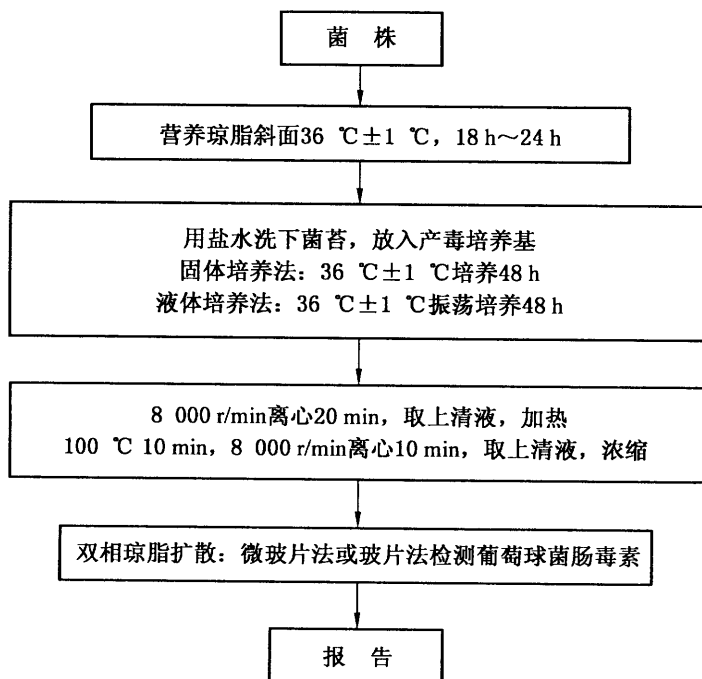 菌 株
营养琼脂斜面36 ℃±1 ℃，18 h～24 h
用盐水洗下菌苔，放入产毒培养基
固体培养法：36 ℃±1 ℃培养48 h
液体培养法：36 ℃±1 ℃振荡培养48 h
8 000 r/min离心20 min，取上清液，加热
100 ℃ 10 min，8 000 r/min离心10 min，取上清液，浓缩
双相琼脂扩散：微玻片法或玻片法检测葡萄球菌肠毒素
报 告